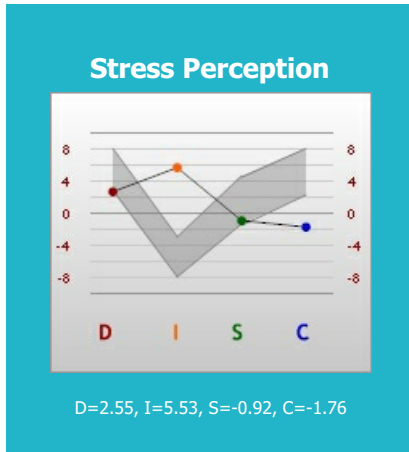 Stress Perception
8 8
4 4
0 0
-4 -4
-8 -8
D I S C
D=2.55, I=5.53, S=-0.92, C=-1.76